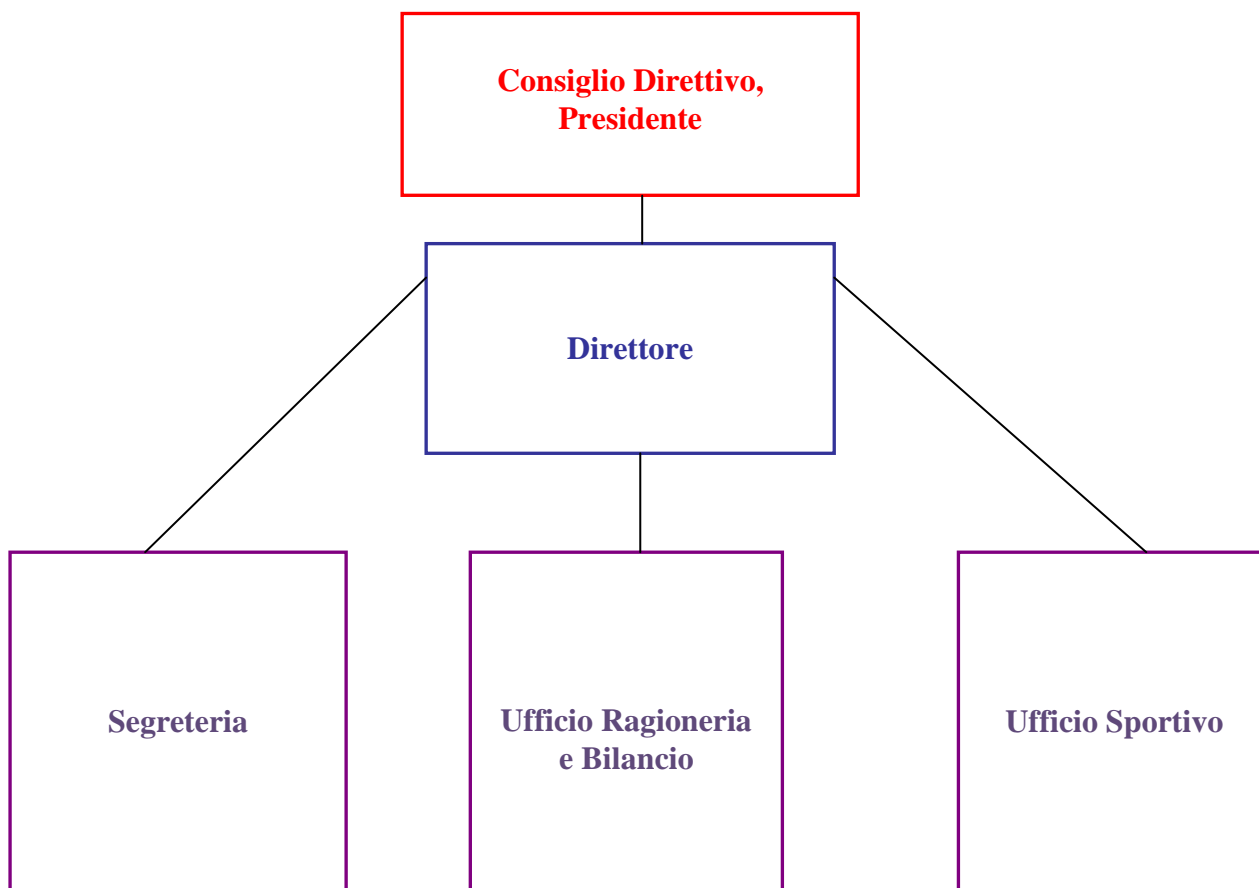 Consiglio Direttivo,
Presidente
Direttore
Segreteria
Ufficio Ragioneria
e Bilancio
Ufficio Sportivo